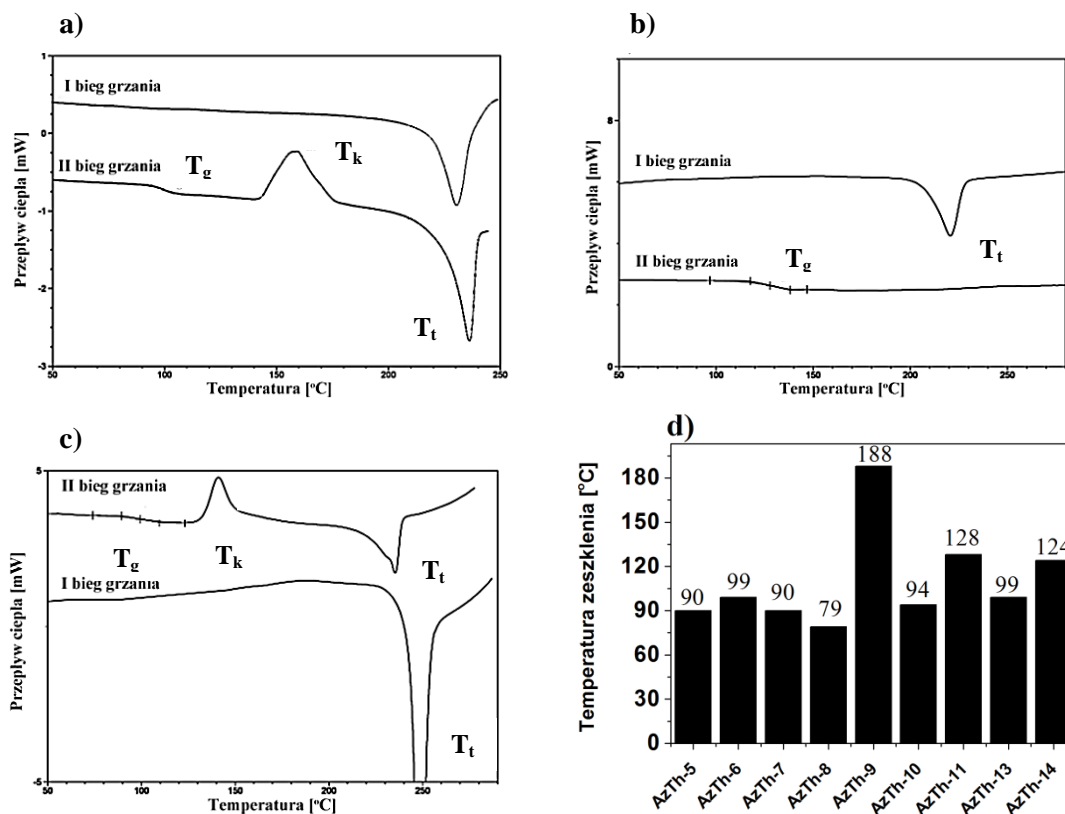 a)
1
0
-1
-2
-3
I bieg grzania
II bieg grzania
Tg
Tk
Tt
Przepływ ciepła [mW]
50
100
150
200
250
Temperatura [°C]
b)
8
0
I bieg grzania
II bieg grzania
Tg
Tt
Przepływ ciepła [mW]
50
100
150
200
250
Temperatura [°C]
c)
5
-5
II bieg grzania
I bieg grzania
Tg
Tk
Tt
Tt
Przepływ ciepła [mW]
50
100
150
200
250
Temperatura [°C]
d)
Temperatura zeszklenia [°C]
180
150
120
90
60
30
0
90
99
90
79
188
94
128
99
124
AzTh-5
AzTh-6
AzTh-7
AzTh-8
AzTh-9
AzTh-10
AzTh-11
AzTh-13
AzTh-14